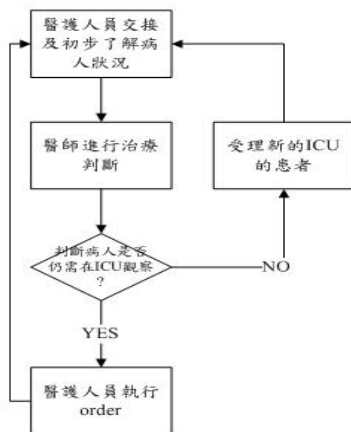 醫護人員交接
及初步了解病
人狀況
醫師進行治療
判斷
受理新的ICU
的患者
判斷病人是否
仍需在ICU觀察
?
NO
YES
醫護人員執行
order